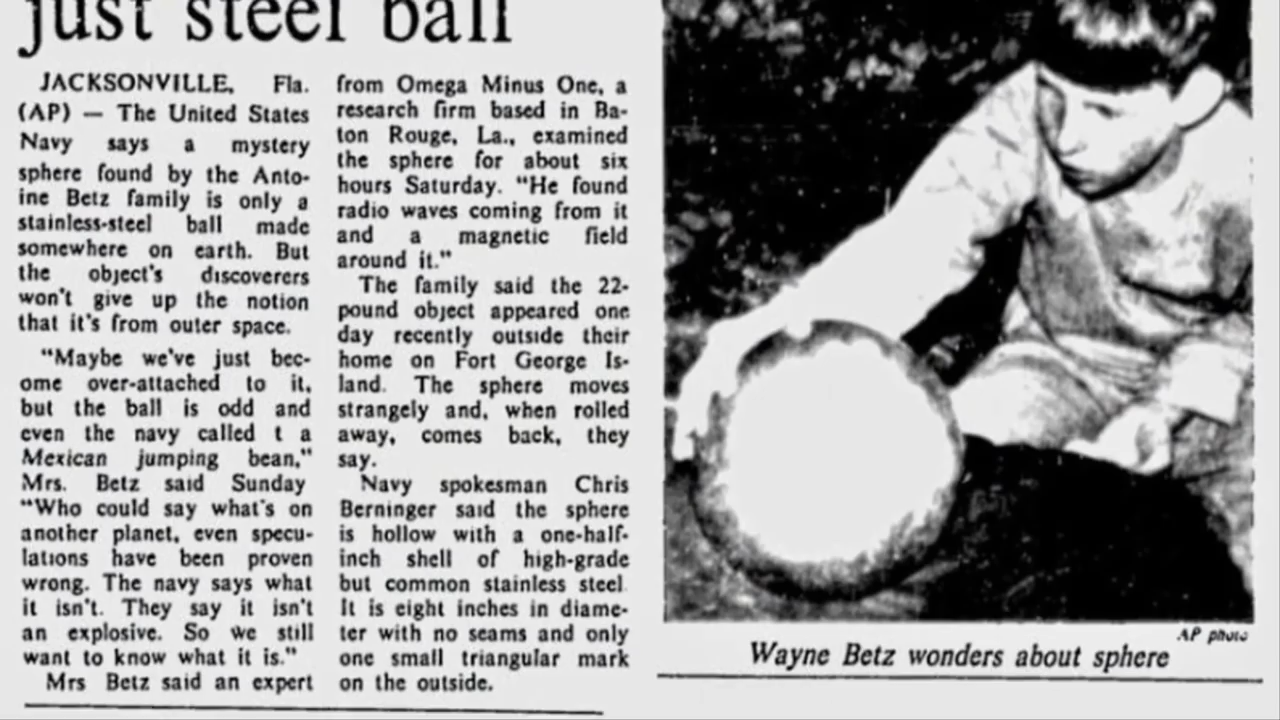 just steel ball
JACKSONVILLE, Fla.
(AP) — The United States
Navy says a mystery
sphere found by the Anto-
ine Betz family is only a
stainless-steel ball made
somewhere on earth. But
the object's discoverers
won't give up the notion
that it's from outer space.
"Maybe we've just bec-
ome over-attached to it,
but the ball is odd and
even the navy called t a
Mexican jumping bean,"
Mrs. Betz said Sunday
"Who could say what's on
another planet, even specu-
lations have been proven
wrong. The navy says what
it isn't. They say it isn't
an explosive. So we still
want to know what it is."
Mrs Betz said an expert
from Omega Minus One, a
research firm based in Ba-
ton Rouge, La., examined
the sphere for about six
hours Saturday. "He found
radio waves coming from it
and a magnetic field
around it."
The family said the 22-
pound object appeared one
day recently outside their
home on Fort George Is-
land. The sphere moves
strangely and, when rolled
away, comes back, they
say.
Navy spokesman Chris
Berninger said the sphere
is hollow with a one-half-
inch shell of high-grade
but common stainless steel.
It is eight inches in diame-
ter with no seams and only
one small triangular mark
on the outside.
AP photo
Wayne Betz wonders about sphere